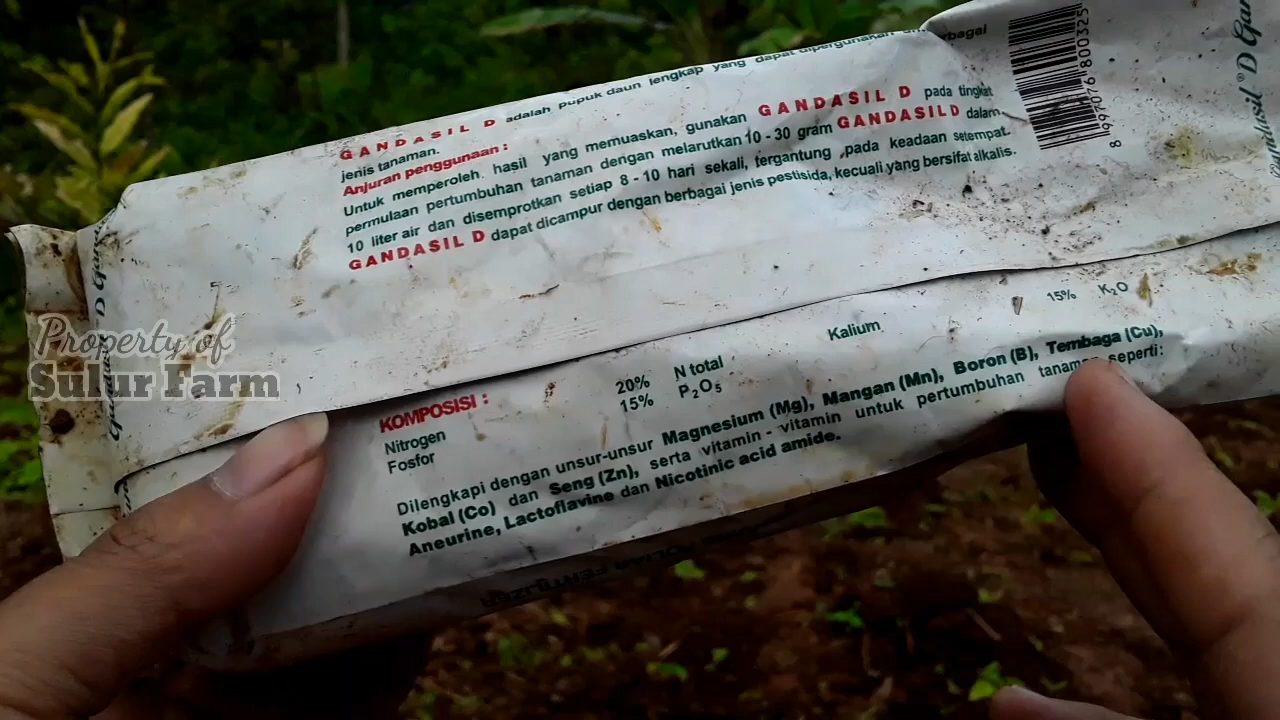 GANDASIL D adalah pupuk daun lengkap yang dapat dipergunakan
jenis tanaman.
Anjuran penggunaan :
Untuk memperoleh hasil yang memuaskan, gunakan GANDASIL D pada tingkat
permulaan pertumbuhan tanaman dengan melarutkan 10 - 30 gram GANDASIL D dalam
10 liter air dan disemprotkan setiap 8 - 10 hari sekali, tergantung pada keadaan setempat.
GANDASIL D dapat dicampur dengan berbagai jenis pestisida, kecuali yang bersifat alkalis.
8 997076 800323
Gandasil® D
KOMPOSISI :
Nitrogen 20% N total Kalium 15% K₂O
Fosfor 15% P₂O₅
Dilengkapi dengan unsur-unsur Magnesium (Mg), Mangan (Mn), Boron (B), Tembaga (Cu),
Kobal (Co) dan Seng (Zn), serta vitamin - vitamin untuk pertumbuhan tanaman seperti:
Aneurine, Lactoflavine dan Nicotinic acid amide.
FERTILIZER
Property of
Sulur Farm